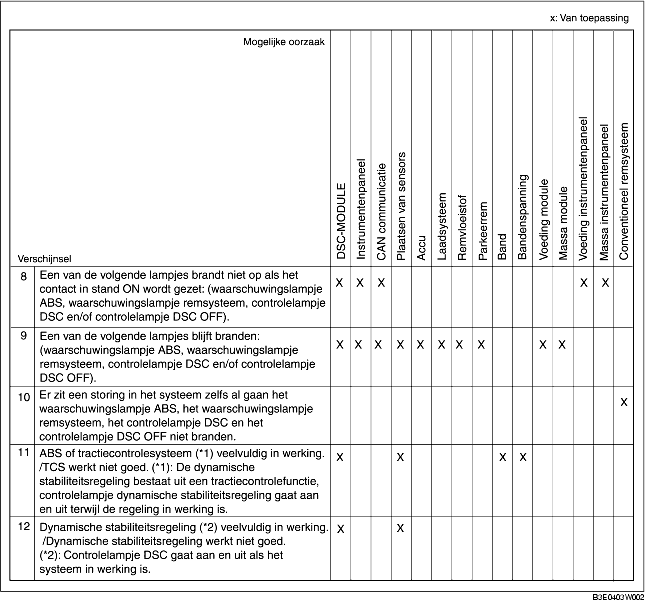 x: Van toepassing
Mogelijke oorzaak
Verschijnsel
DSC-MODULE
Instrumentenpaneel
CAN communicatie
Plaatsen van sensors
Accu
Laadsysteem
Remvloeistof
Parkeerrem
Band
Bandenspanning
Voeding module
Massa module
Voeding instrumentenpaneel
Massa instrumentenpaneel
Conventioneel remsysteem
8 Een van de volgende lampjes brandt niet op als het
contact in stand ON wordt gezet: (waarschuwingslampje
ABS, waarschuwingslampje remsysteem, controlelampje
DSC en/of controlelampje DSC OFF).
X X X X X
9 Een van de volgende lampjes blijft branden:
(waarschuwingslampje ABS, waarschuwingslampje
remsysteem, controlelampje DSC en/of controlelampje
DSC OFF).
X X X X X X X X X X
10 Er zit een storing in het systeem zelfs al gaan het
waarschuwingslampje ABS, het waarschuwingslampje
remsysteem, het controlelampje DSC en het
controlelampje DSC OFF niet branden.
X
11 ABS of tractiecontrolesysteem (*1) veelvuldig in werking.
/TCS werkt niet goed. (*1): De dynamische
stabiliteitsregeling bestaat uit een tractiecontrolefunctie,
controlelampje dynamische stabiliteitsregeling gaat aan
en uit terwijl de regeling in werking is.
X X X X
12 Dynamische stabiliteitsregeling (*2) veelvuldig in werking.
/Dynamische stabiliteitsregeling werkt niet goed.
(*2): Controlelampje DSC gaat aan en uit als het
systeem in werking is.
X X
B3E0403W002